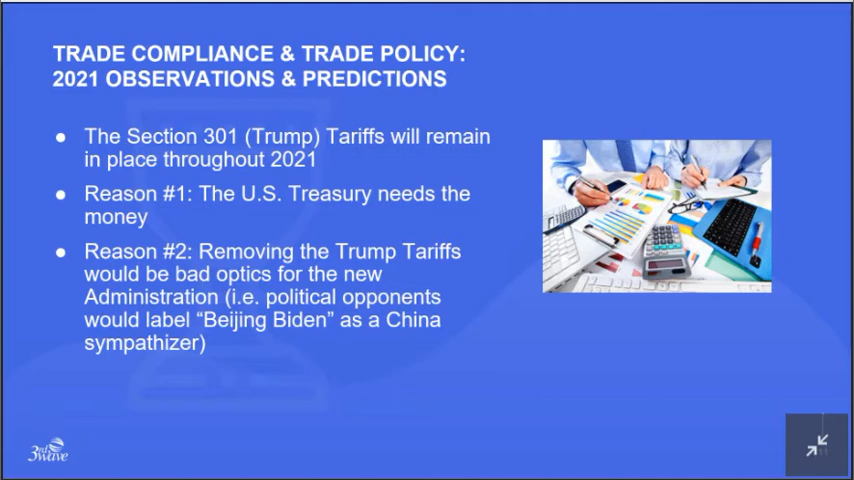 TRADE COMPLIANCE & TRADE POLICY:
2021 OBSERVATIONS & PREDICTIONS
● The Section 301 (Trump) Tariffs will remain
in place throughout 2021
● Reason #1: The U.S. Treasury needs the
money
● Reason #2: Removing the Trump Tariffs
would be bad optics for the new
Administration (i.e. political opponents
would label “Beijing Biden” as a China
sympathizer)
3rd wave